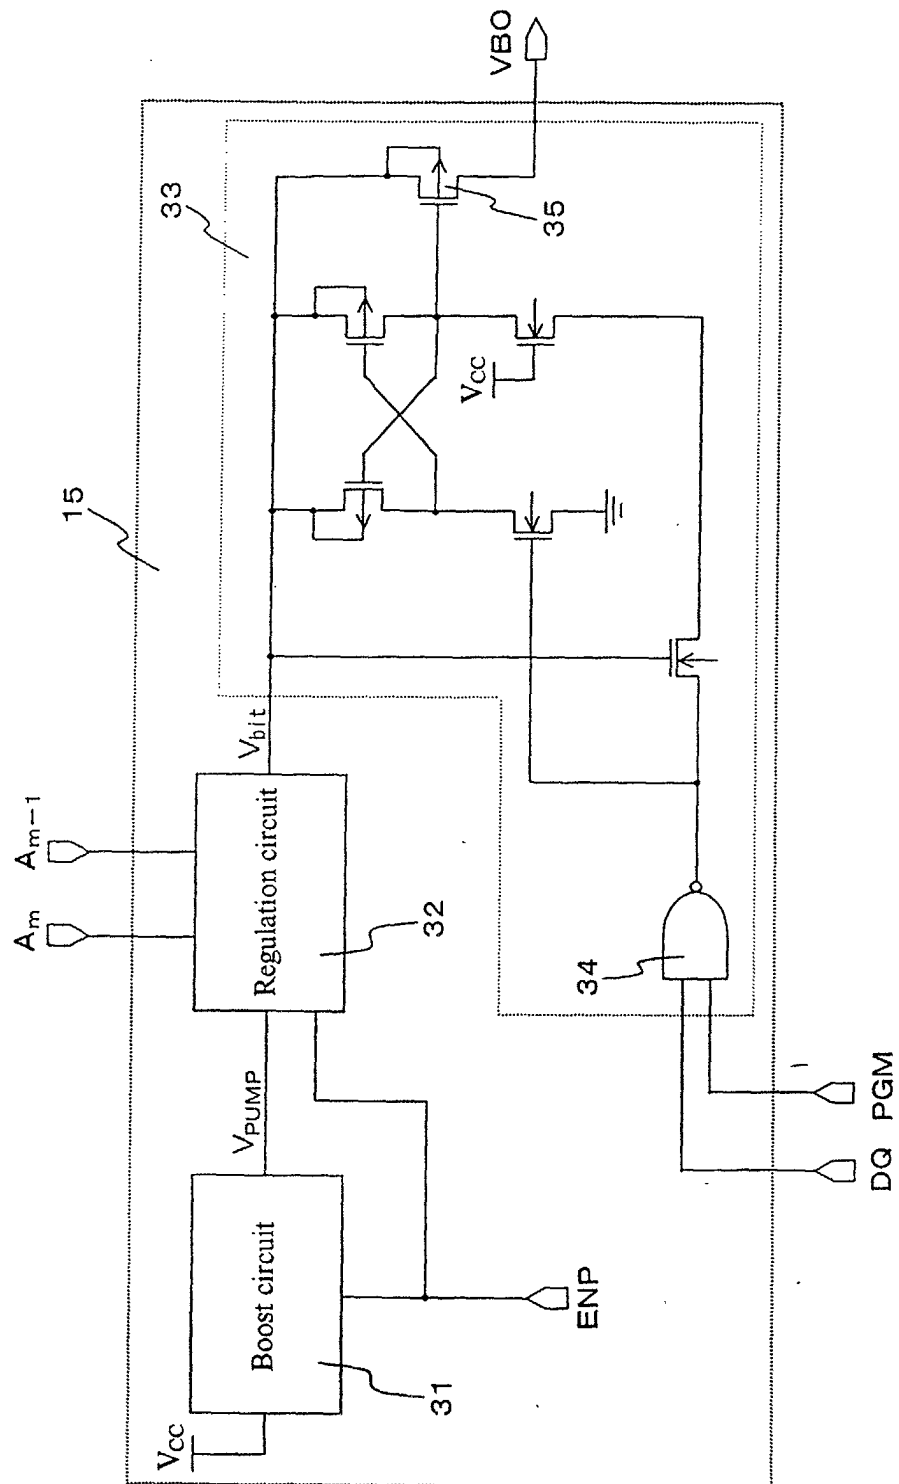 VBO
33
35
15
Vcc
Vbit
Am-1
Am
Regulation circuit
32
34
VPUMP
PGM
DQ
Boost circuit
ENP
31
Vcc